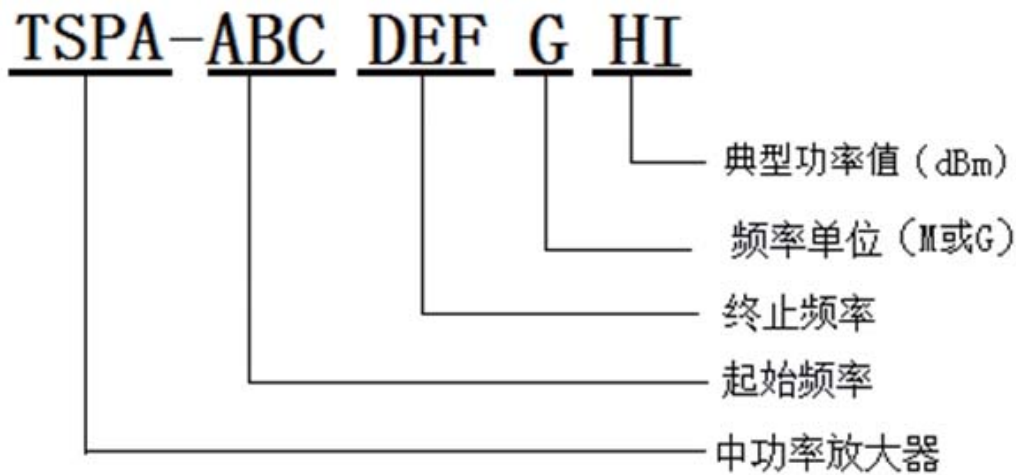 TSPA-ABC DEF G HI
典型功率值(dBm)
频率单位(M或G)
终止频率
起始频率
中功率放大器